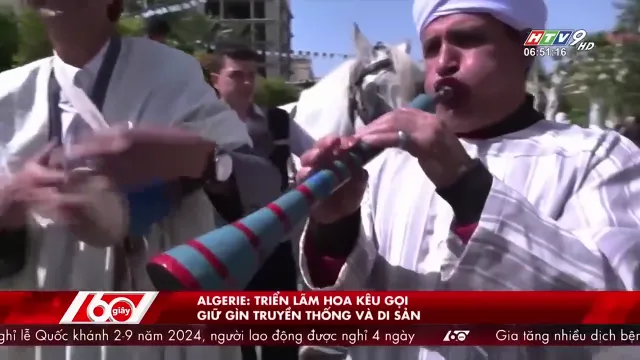 HTV9 HD
06:51:16
ALGERIE: TRIỂN LÃM HOA KÊU GỌI
GIỮ GÌN TRUYỀN THỐNG VÀ DI SẢN
60 giây
nghỉ lễ Quốc khánh 2-9 năm 2024, người lao động được nghỉ 4 ngày 60 giây Gia tăng nhiều dịch bện